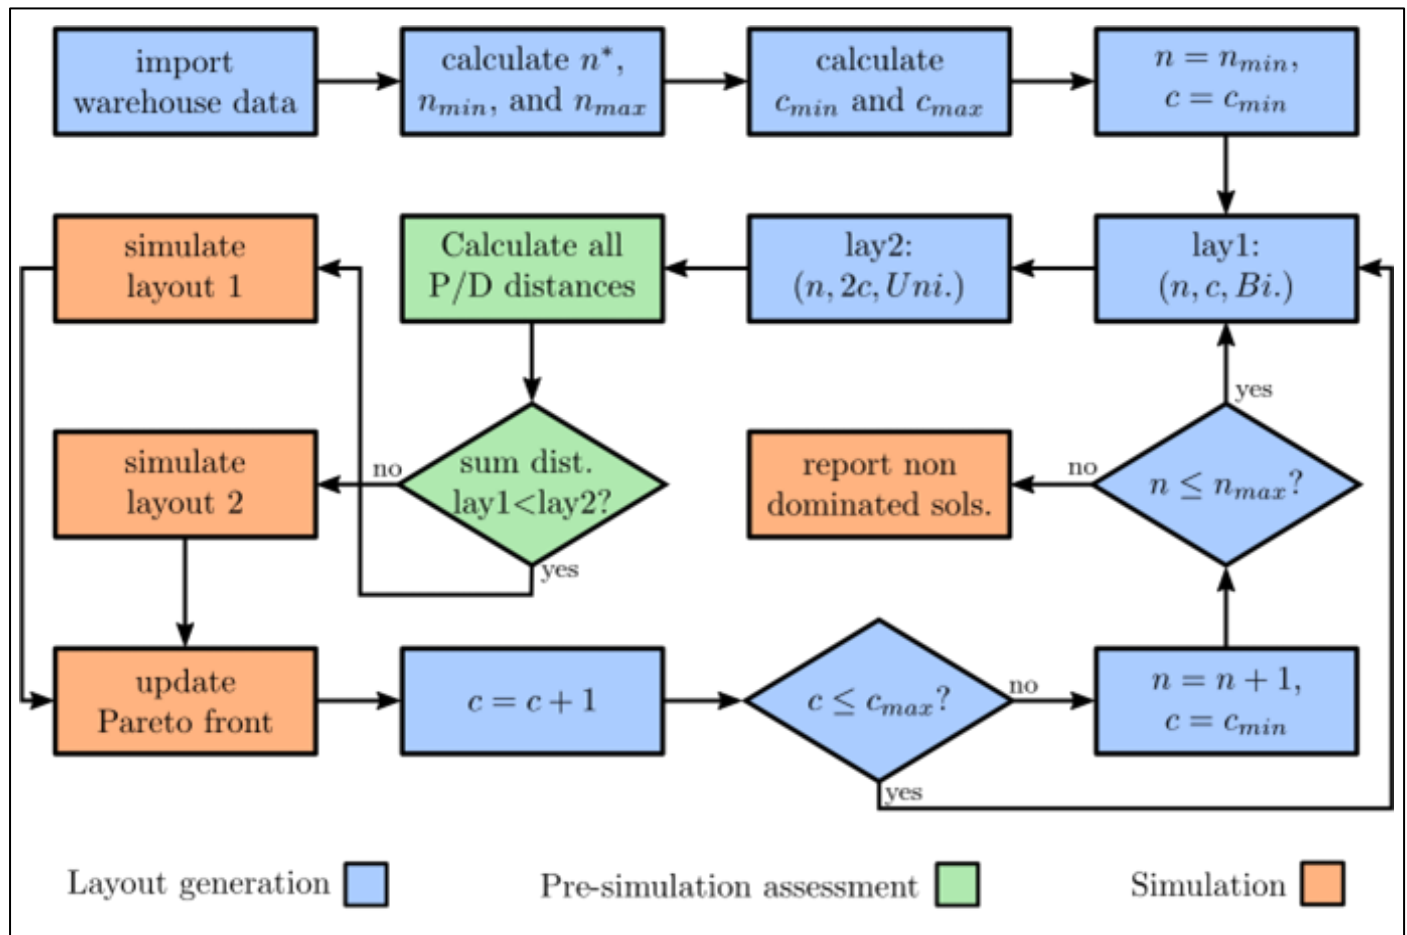 import
warehouse data
calculate n*,
n_min, and n_max
calculate
c_min and c_max
n = n_min,
c = c_min
simulate
layout 1
Calculate all
P/D distances
lay2:
(n, 2c, Uni.)
lay1:
(n, c, Bi.)
yes
simulate
layout 2
no
sum dist.
lay1<lay2?
yes
report non
dominated sols.
no
n ≤ n_max?
update
Pareto front
c = c + 1
c ≤ c_max?
no
yes
n = n + 1,
c = c_min
Layout generation
Pre-simulation assessment
Simulation